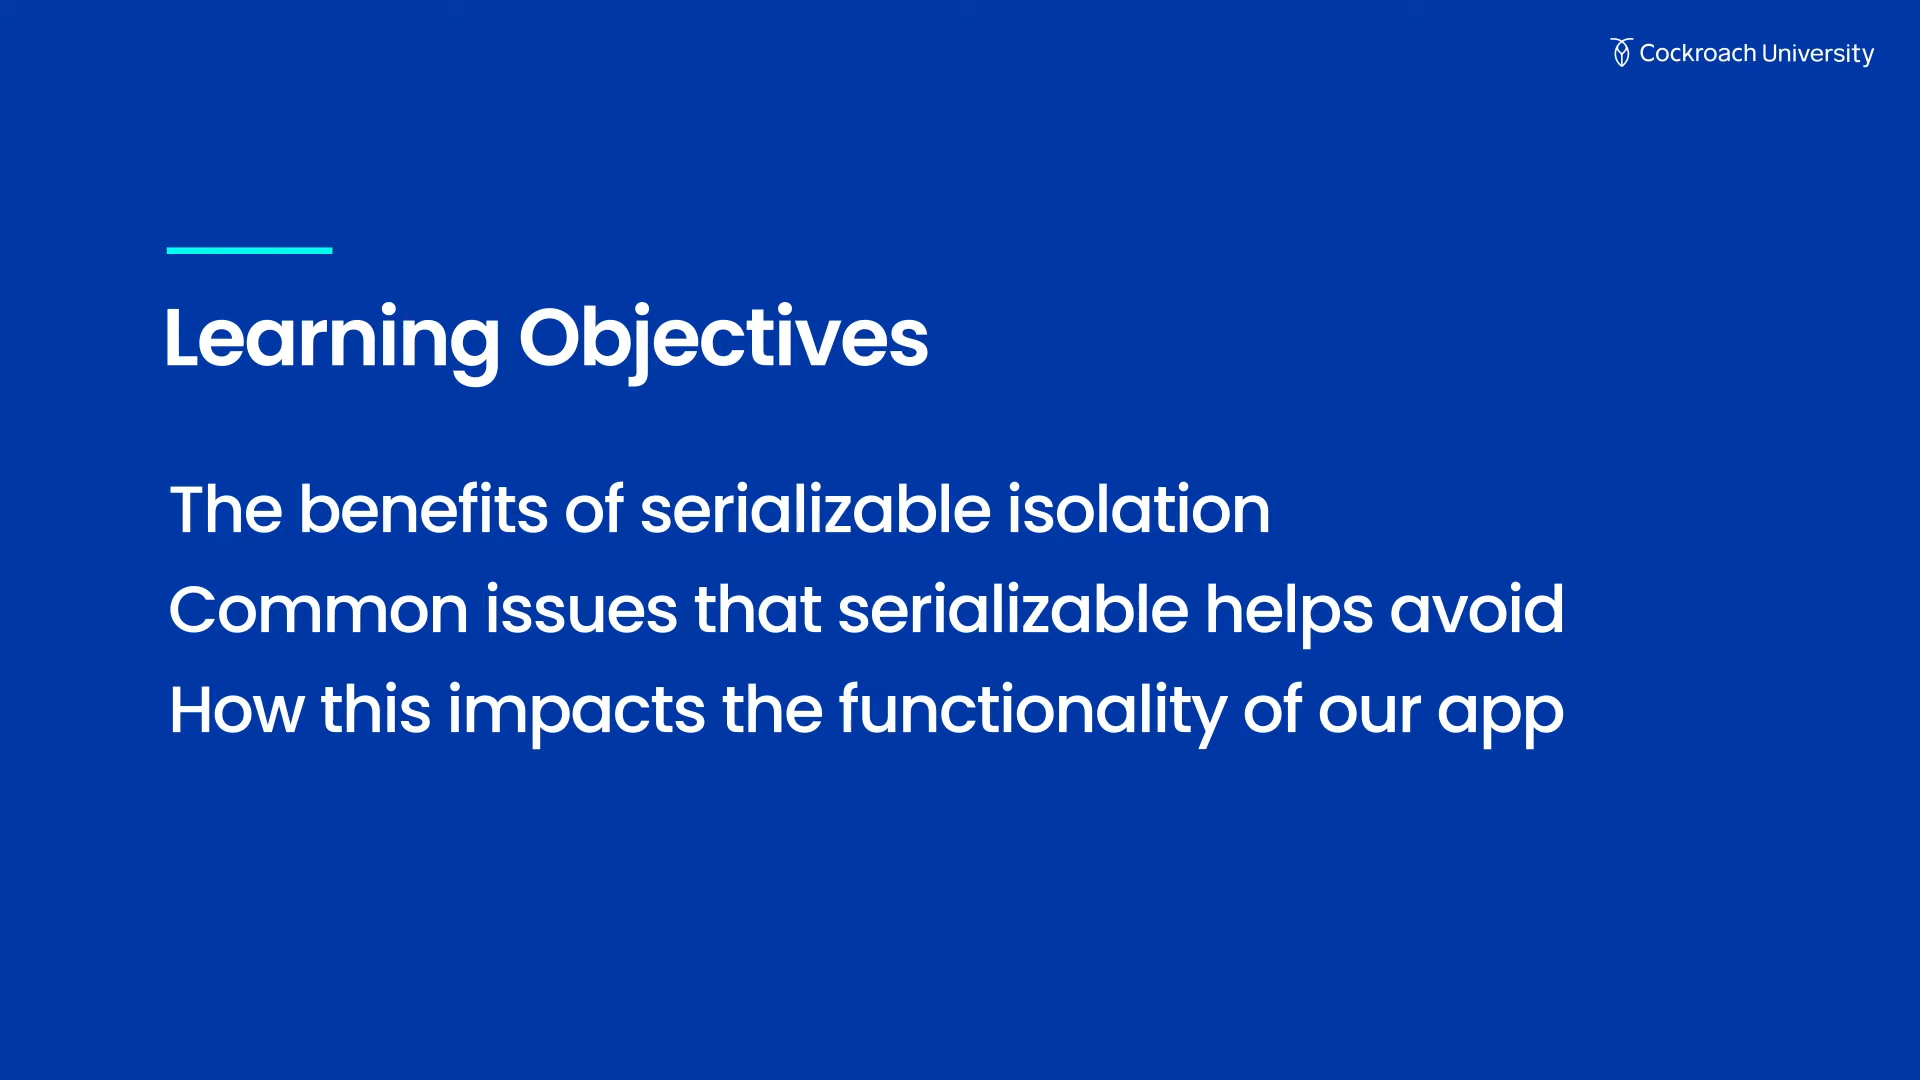 Cockroach University
Learning Objectives
The benefits of serializable isolation
Common issues that serializable helps avoid
How this impacts the functionality of our app